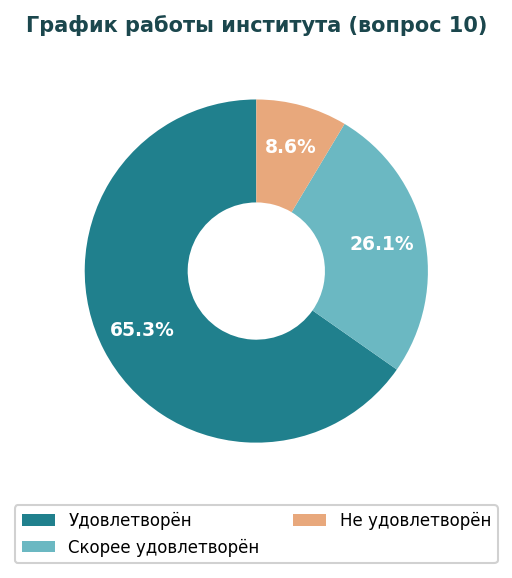 График работы института (вопрос 10)
8.6%
26.1%
65.3%
Удовлетворён
Скорее удовлетворён
Не удовлетворён